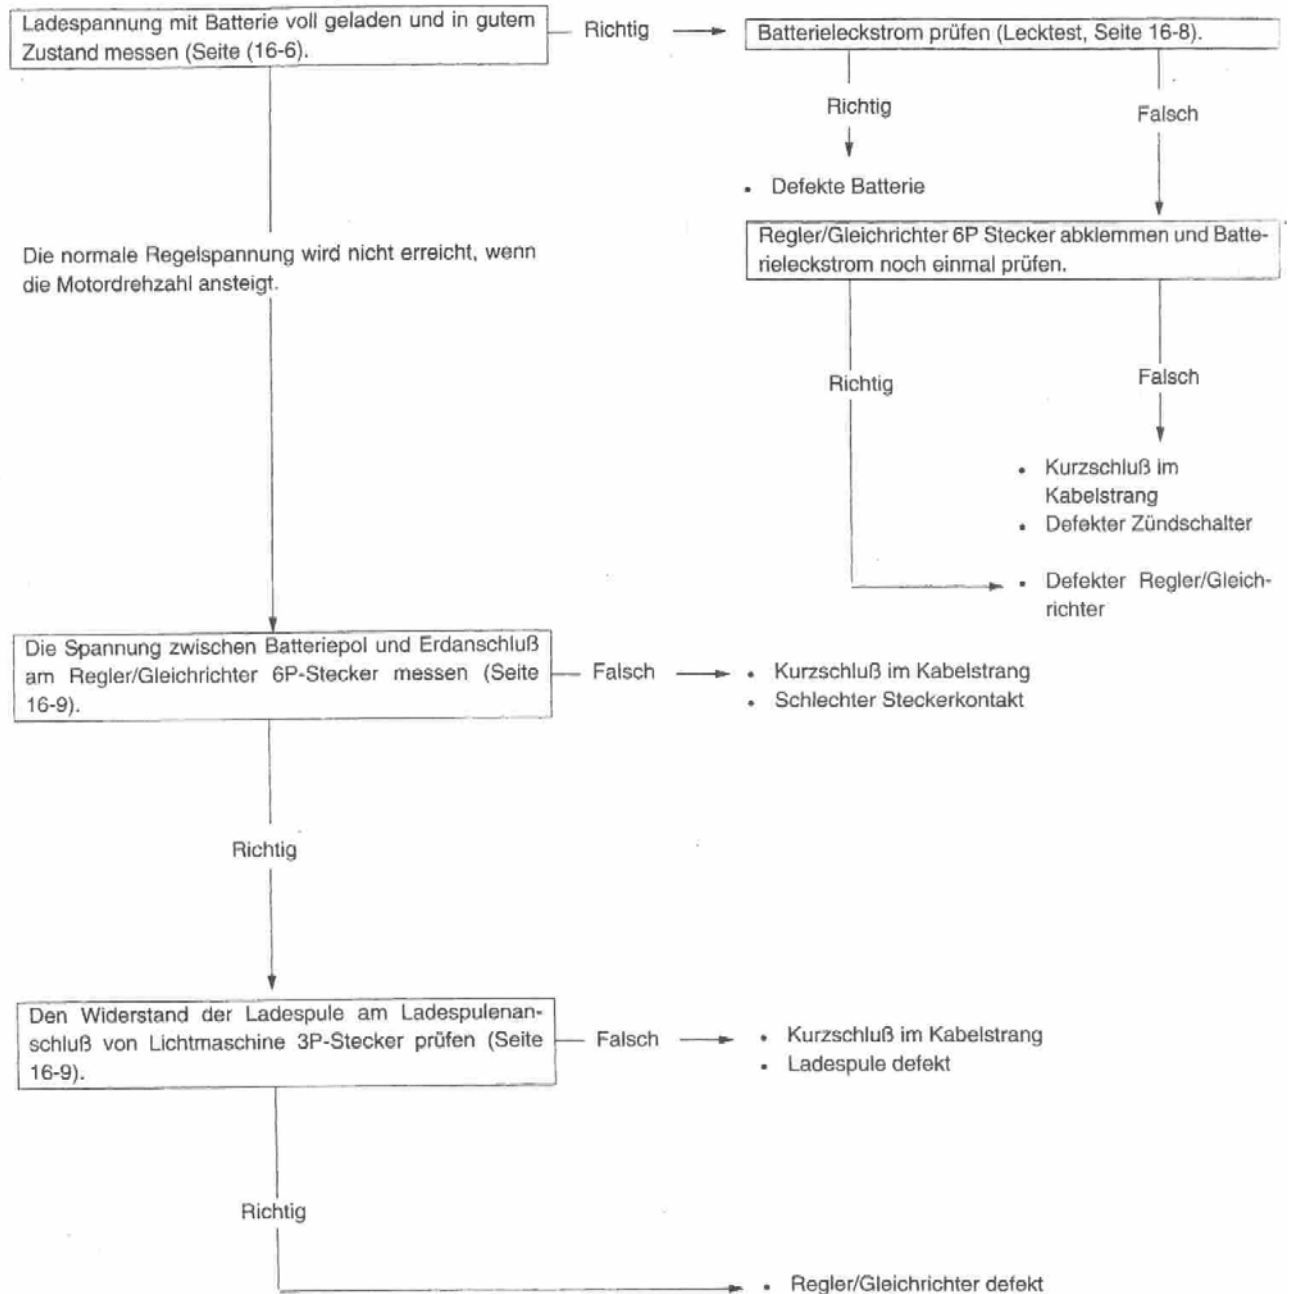 Ladespannung mit Batterie voll geladen und in gutem
Zustand messen (Seite (16-6).
Richtig
Batterieleckstrom prüfen (Lecktest, Seite 16-8).
Richtig
Falsch
• Defekte Batterie
Regler/Gleichrichter 6P Stecker abklemmen und Batte-
rieleckstrom noch einmal prüfen.
Die normale Regelspannung wird nicht erreicht, wenn
die Motordrehzahl ansteigt.
Richtig
Falsch
• Kurzschluß im
Kabelstrang
• Defekter Zündschalter
• Defekter Regler/Gleich-
richter
Die Spannung zwischen Batteriepol und Erdanschluß
am Regler/Gleichrichter 6P-Stecker messen (Seite
16-9).
Falsch
• Kurzschluß im Kabelstrang
• Schlechter Steckerkontakt
Richtig
Den Widerstand der Ladespule am Ladespulenan-
schluß von Lichtmaschine 3P-Stecker prüfen (Seite
16-9).
Falsch
• Kurzschluß im Kabelstrang
• Ladespule defekt
Richtig
• Regler/Gleichrichter defekt